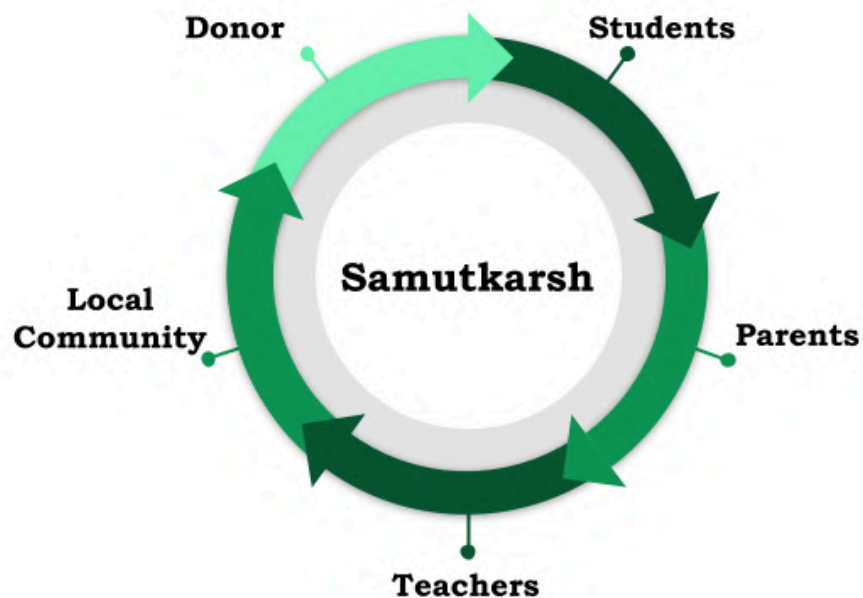 Donor
Students
Samutkarsh
Local
Community
Parents
Teachers